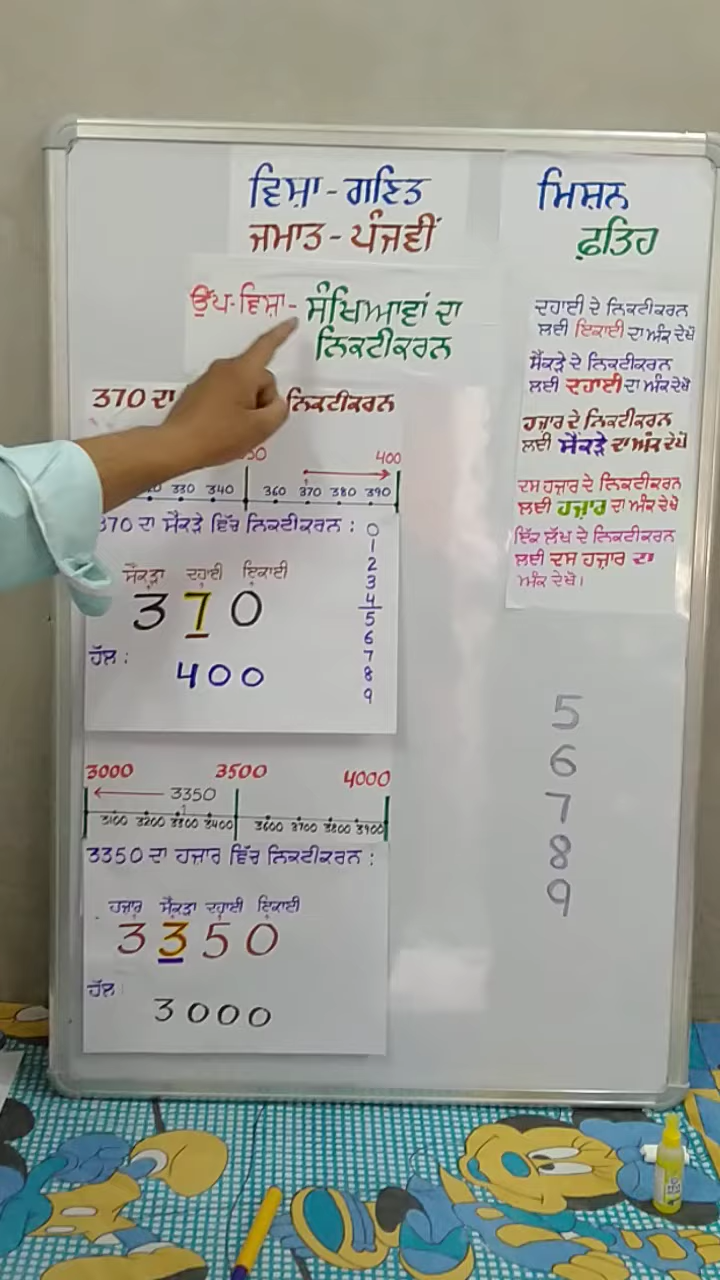 ਵਿਸ਼ਾ - ਗਣਿਤ
ਜਮਾਤ - ਪੰਜਵੀਂ
ਉੱਪ-ਵਿਸ਼ਾ - ਸੰਖਿਆਵਾਂ ਦਾ
ਨਿਕਟੀਕਰਨ
370 ਦਾ ਨਿਕਟੀਕਰਨ
400
330 340 360 370 380 390
370 ਦਾ ਸੈਂਕੜੇ ਵਿੱਚ ਨਿਕਟੀਕਰਨ :
ਸੈਂਕੜਾ ਦਹਾਈ ਇਕਾਈ
3 7 0
ਹੱਲ :
400
0
1
2
3
4
5
6
7
8
9
3000 3500 4000
3350
3100 3200 3300 3400 3600 3700 3800 3900
3350 ਦਾ ਹਜ਼ਾਰ ਵਿੱਚ ਨਿਕਟੀਕਰਨ :
ਹਜ਼ਾਰ ਸੈਂਕੜਾ ਦਹਾਈ ਇਕਾਈ
3 3 5 0
ਹੱਲ :
3000
ਮਿਸ਼ਨ
ਫ਼ਤਿਹ
ਦਹਾਈ ਦੇ ਨਿਕਟੀਕਰਨ
ਲਈ ਇਕਾਈ ਦਾ ਅੰਕ ਦੇਖੋ
ਸੈਂਕੜੇ ਦੇ ਨਿਕਟੀਕਰਨ
ਲਈ ਦਹਾਈ ਦਾ ਅੰਕ ਦੇਖੋ
ਹਜ਼ਾਰ ਦੇ ਨਿਕਟੀਕਰਨ
ਲਈ ਸੈਂਕੜੇ ਦਾ ਅੰਕ ਦੇਖੋ
ਦਸ ਹਜ਼ਾਰ ਦੇ ਨਿਕਟੀਕਰਨ
ਲਈ ਹਜ਼ਾਰ ਦਾ ਅੰਕ ਦੇਖੋ
ਇੱਕ ਲੱਖ ਦੇ ਨਿਕਟੀਕਰਨ
ਲਈ ਦਸ ਹਜ਼ਾਰ ਦਾ
ਅੰਕ ਦੇਖੋ।
5
6
7
8
9